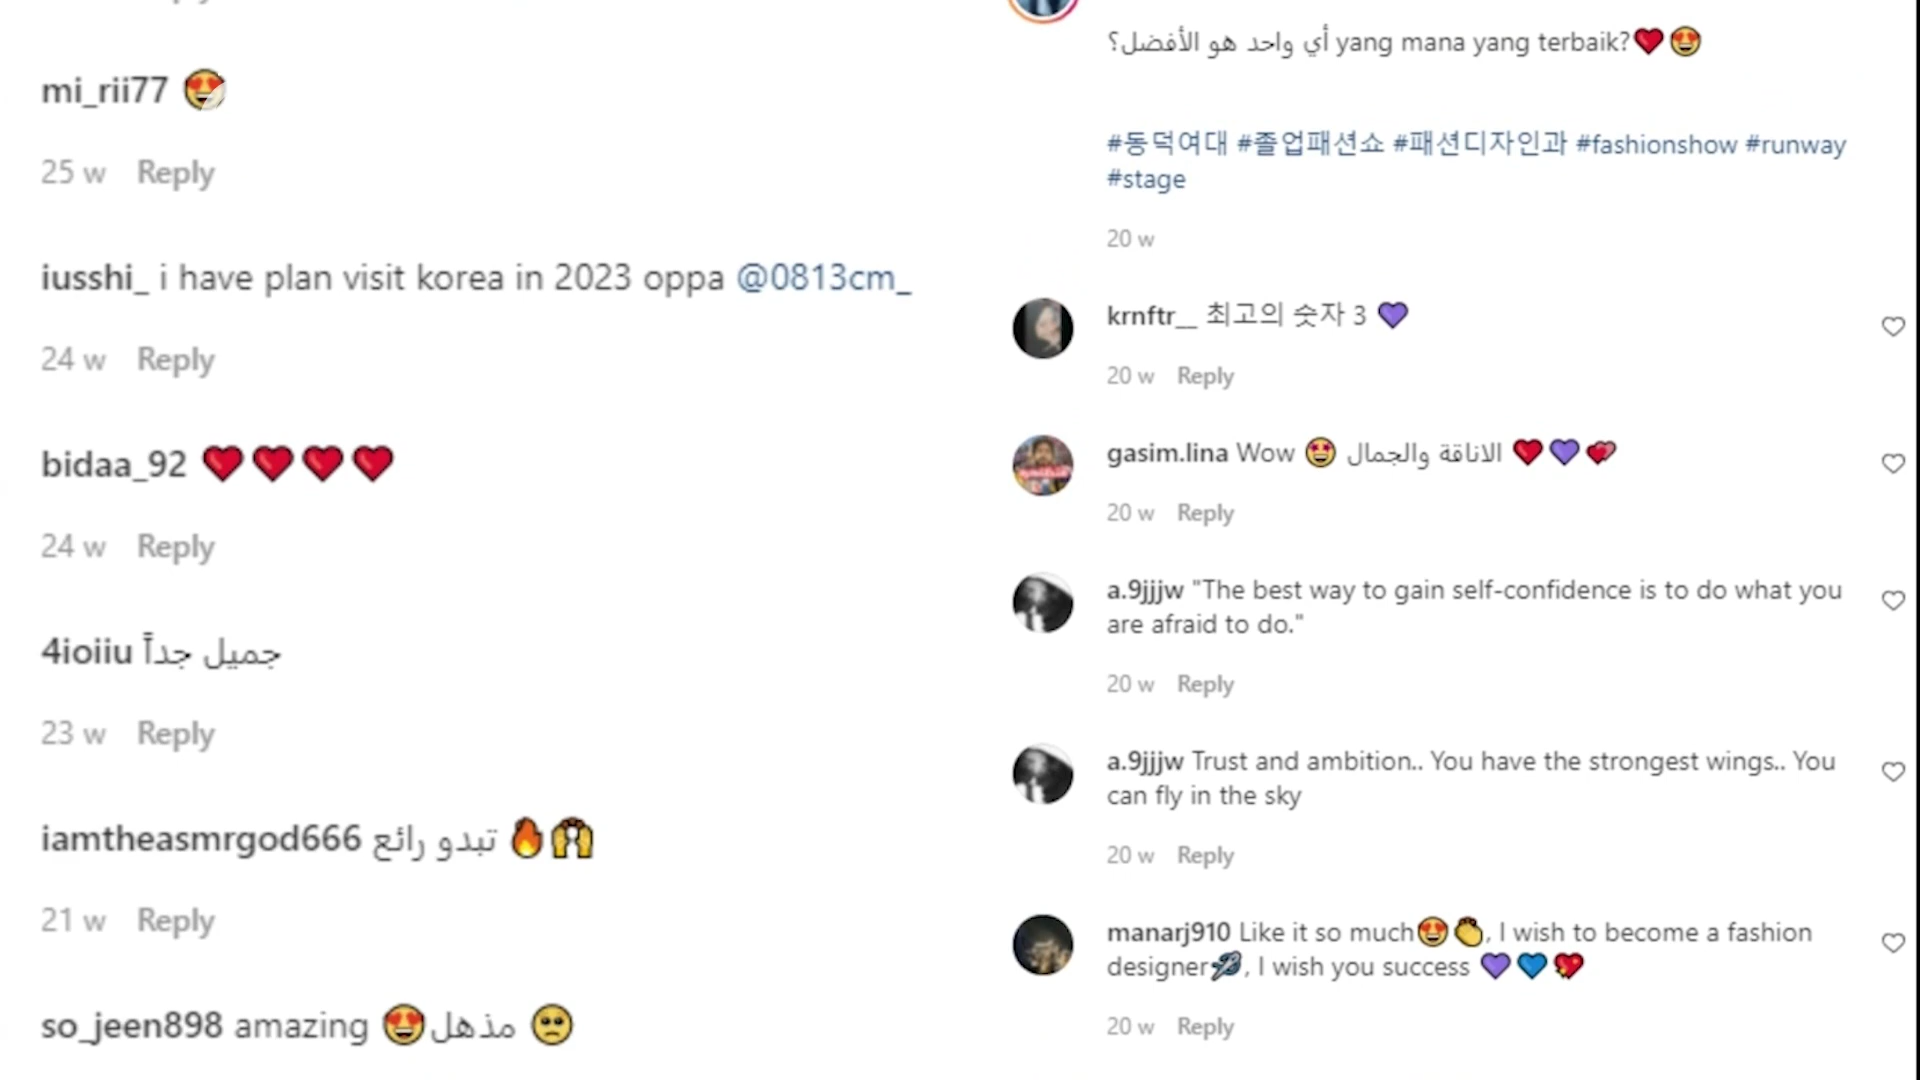 mi_rii77 😍
25 w Reply
iusshi_ i have plan visit korea in 2023 oppa @0813cm_
24 w Reply
bidaa_92 ❤️❤️❤️❤️
24 w Reply
4ioiiu جميل جداً
23 w Reply
iamtheasmrgod666 تبدو رائع 🔥🙌
21 w Reply
so_jeen898 amazing 😍مذهل 🥺
أي واحد هو الأفضل؟ yang mana yang terbaik?❤️😍
#동덕여대 #졸업패션쇼 #패션디자인과 #fashionshow #runway
#stage
20 w
krnftr__ 최고의 숫자 3 💜
20 w Reply
gasim.lina Wow 🤩 الاناقة والجمال ❤️💜💕
20 w Reply
a.9jjjw "The best way to gain self-confidence is to do what you
are afraid to do."
20 w Reply
a.9jjjw Trust and ambition.. You have the strongest wings.. You
can fly in the sky
20 w Reply
manarj910 Like it so much😍👏, I wish to become a fashion
designer🧷, I wish you success 💜💙💖
20 w Reply